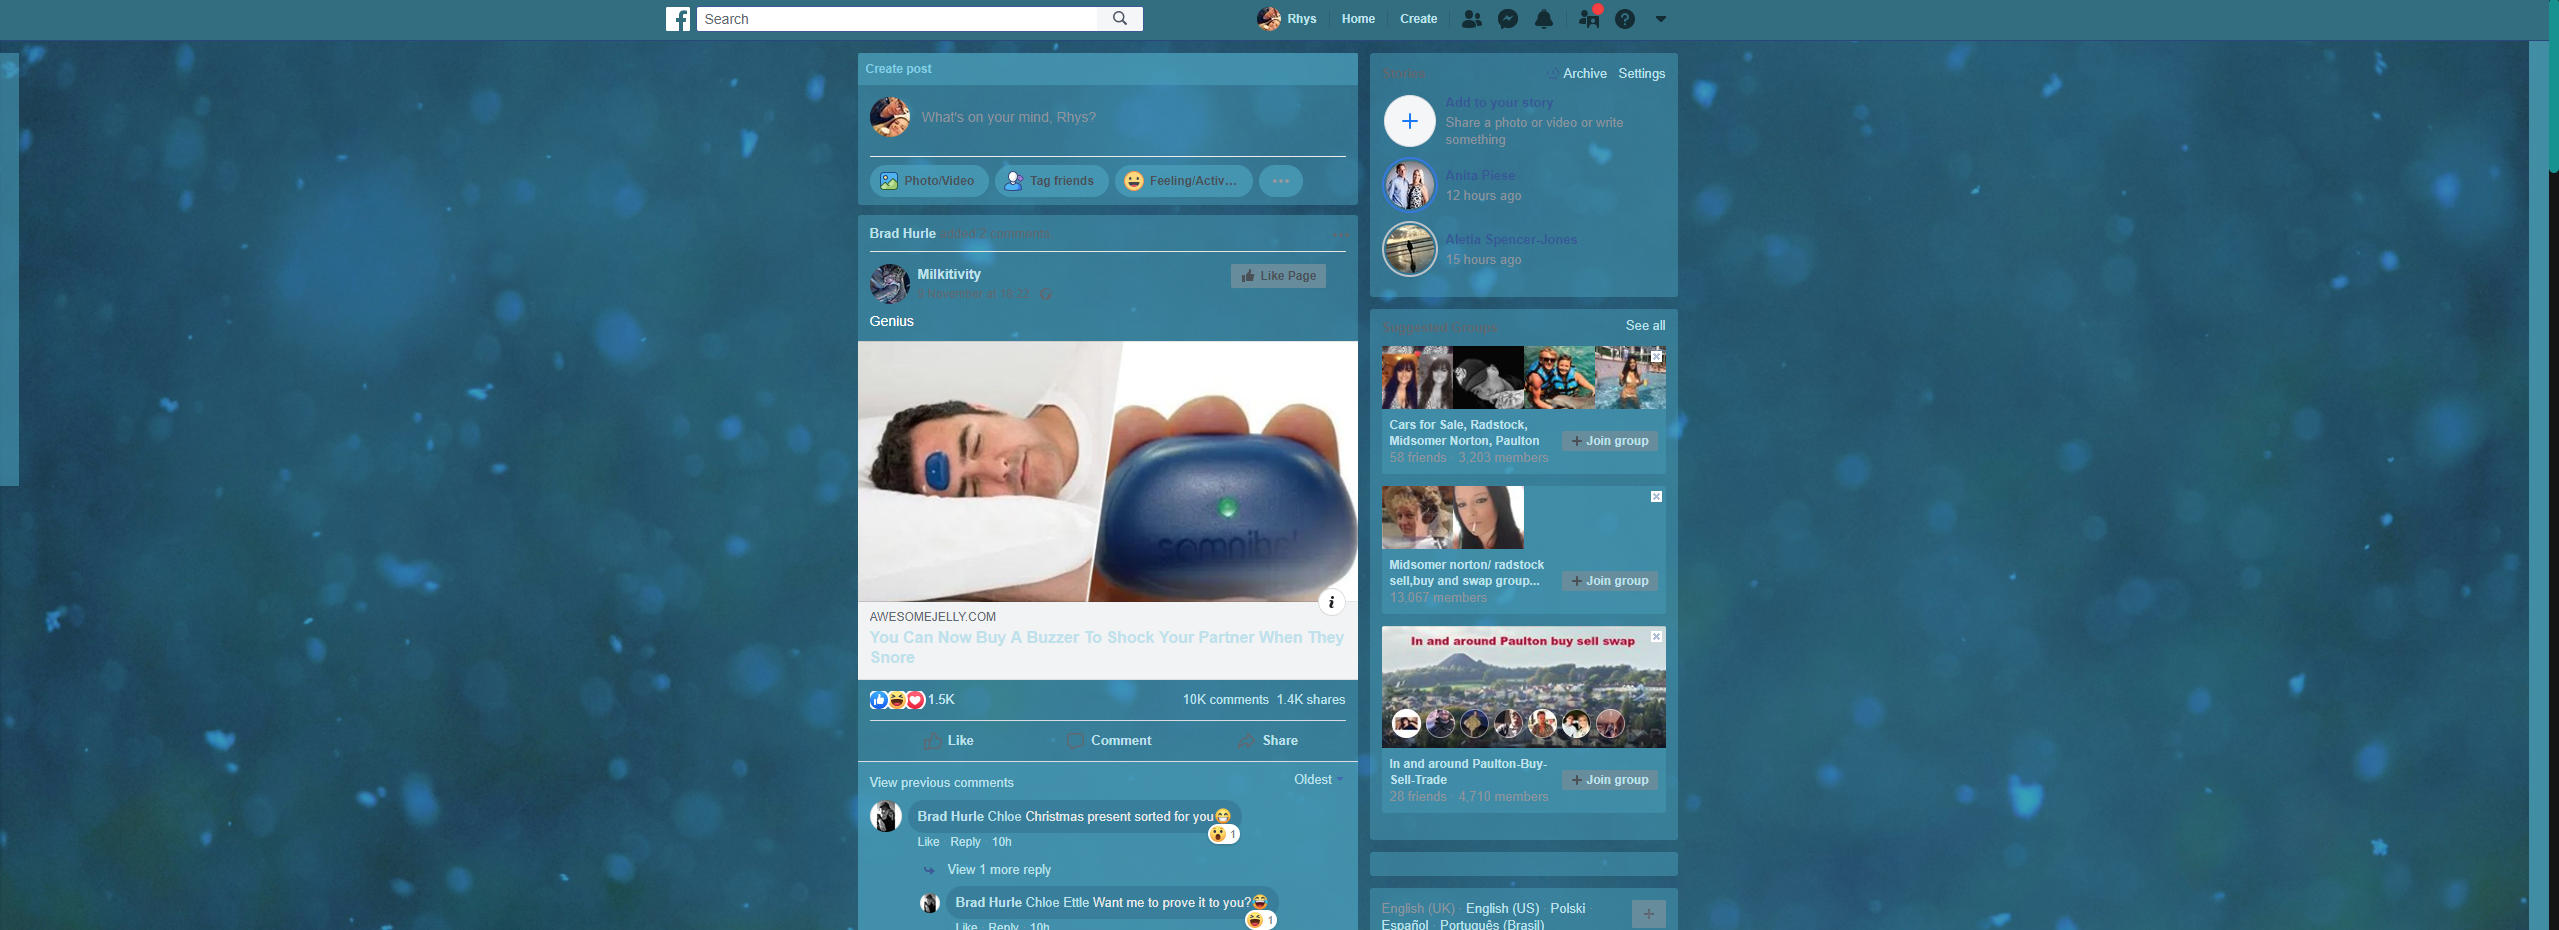 Search
Rhys
Home
Create
Create post
What's on your mind, Rhys?
Photo/Video
Tag friends
Feeling/Activ...
Brad Hurle added 2 comments.
Milkitivity
Like Page
Genius
somnibel
AWESOMEJELLY.COM
You Can Now Buy A Buzzer To Shock Your Partner When They
Snore
1.5K
10K comments 1.4K shares
Like
Comment
Share
View previous comments
Oldest
Brad Hurle Chloe Christmas present sorted for you😁
1
Like · Reply · 10h
View 1 more reply
Brad Hurle Chloe Ettle Want me to prove it to you?😂
1
Like · Reply · 10h
Stories
Archive
Settings
Add to your story
Share a photo or video or write
something
Anita Piese
12 hours ago
Aletia Spencer-Jones
15 hours ago
Suggested Groups
See all
Cars for Sale, Radstock,
Midsomer Norton, Paulton
58 friends · 3,203 members
Join group
Midsomer norton/ radstock
sell,buy and swap group...
13,067 members
Join group
In and around Paulton buy sell swap
In and around Paulton-Buy-
Sell-Trade
28 friends · 4,710 members
Join group
English (UK) · English (US) · Polski ·
Español · Português (Brasil)